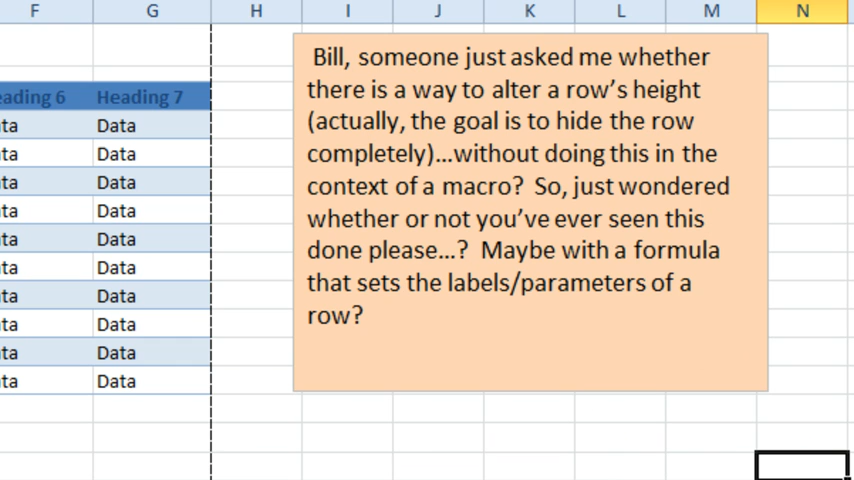 F G H I J K L M N
Bill, someone just asked me whether
there is a way to alter a row's height
(actually, the goal is to hide the row
completely)...without doing this in the
context of a macro? So, just wondered
whether or not you've ever seen this
done please...? Maybe with a formula
that sets the labels/parameters of a
row?
eading 6 Heading 7
ata Data
ata Data
ata Data
ata Data
ata Data
ata Data
ata Data
ata Data
ata Data
ata Data